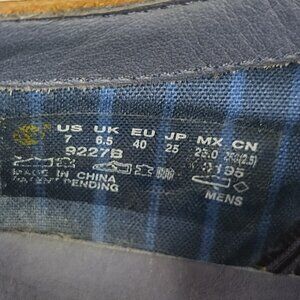 US UK EU JP MX CN
7 6.5 40 25 25.0
9227B
MADE IN CHINA
PATENT PENDING
MENS